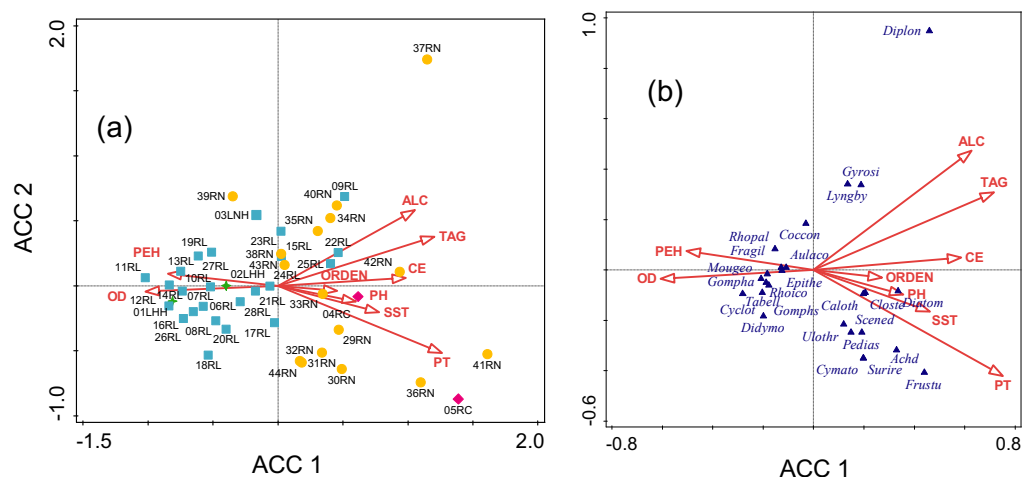 2.0
(a)
ACC 2
-1.0
-1.5
ACC 1
2.0
37RN
39RN
40RN
09RL
34RN
03LNH
35RN
ALC
TAG
19RL
23RL
15RL
22RL
42RN
PEH
13RL
38RN
CE
11RL
27RL
02LHH
43RN
24RL
25RL
10RL
ORDEN
OD
14RL
07RL
PH
12RL
01LHH
06RL
21RL
33RN
SST
16RL
28RL
04RC
26RL
08RL
20RL
17RL
29RN
18RL
32RN
31RN
PT
44RN
30RN
41RN
36RN
05RC
1.0
(b)
-0.6
-0.8
ACC 1
0.8
Diplon
ALC
Gyrosi
TAG
Lyngby
Coccon
Rhopal
PEH
Fragil
Aulaco
CE
Mougeo
OD
Gompha
Epithe
ORDEN
Rhoico
PH
Tabell
Caloth
Closte
Diatom
Cyclot
Gomphs
SST
Didymo
Scened
Ulothr
Pedias
Achd
Cymato
Surire
Frustu
PT